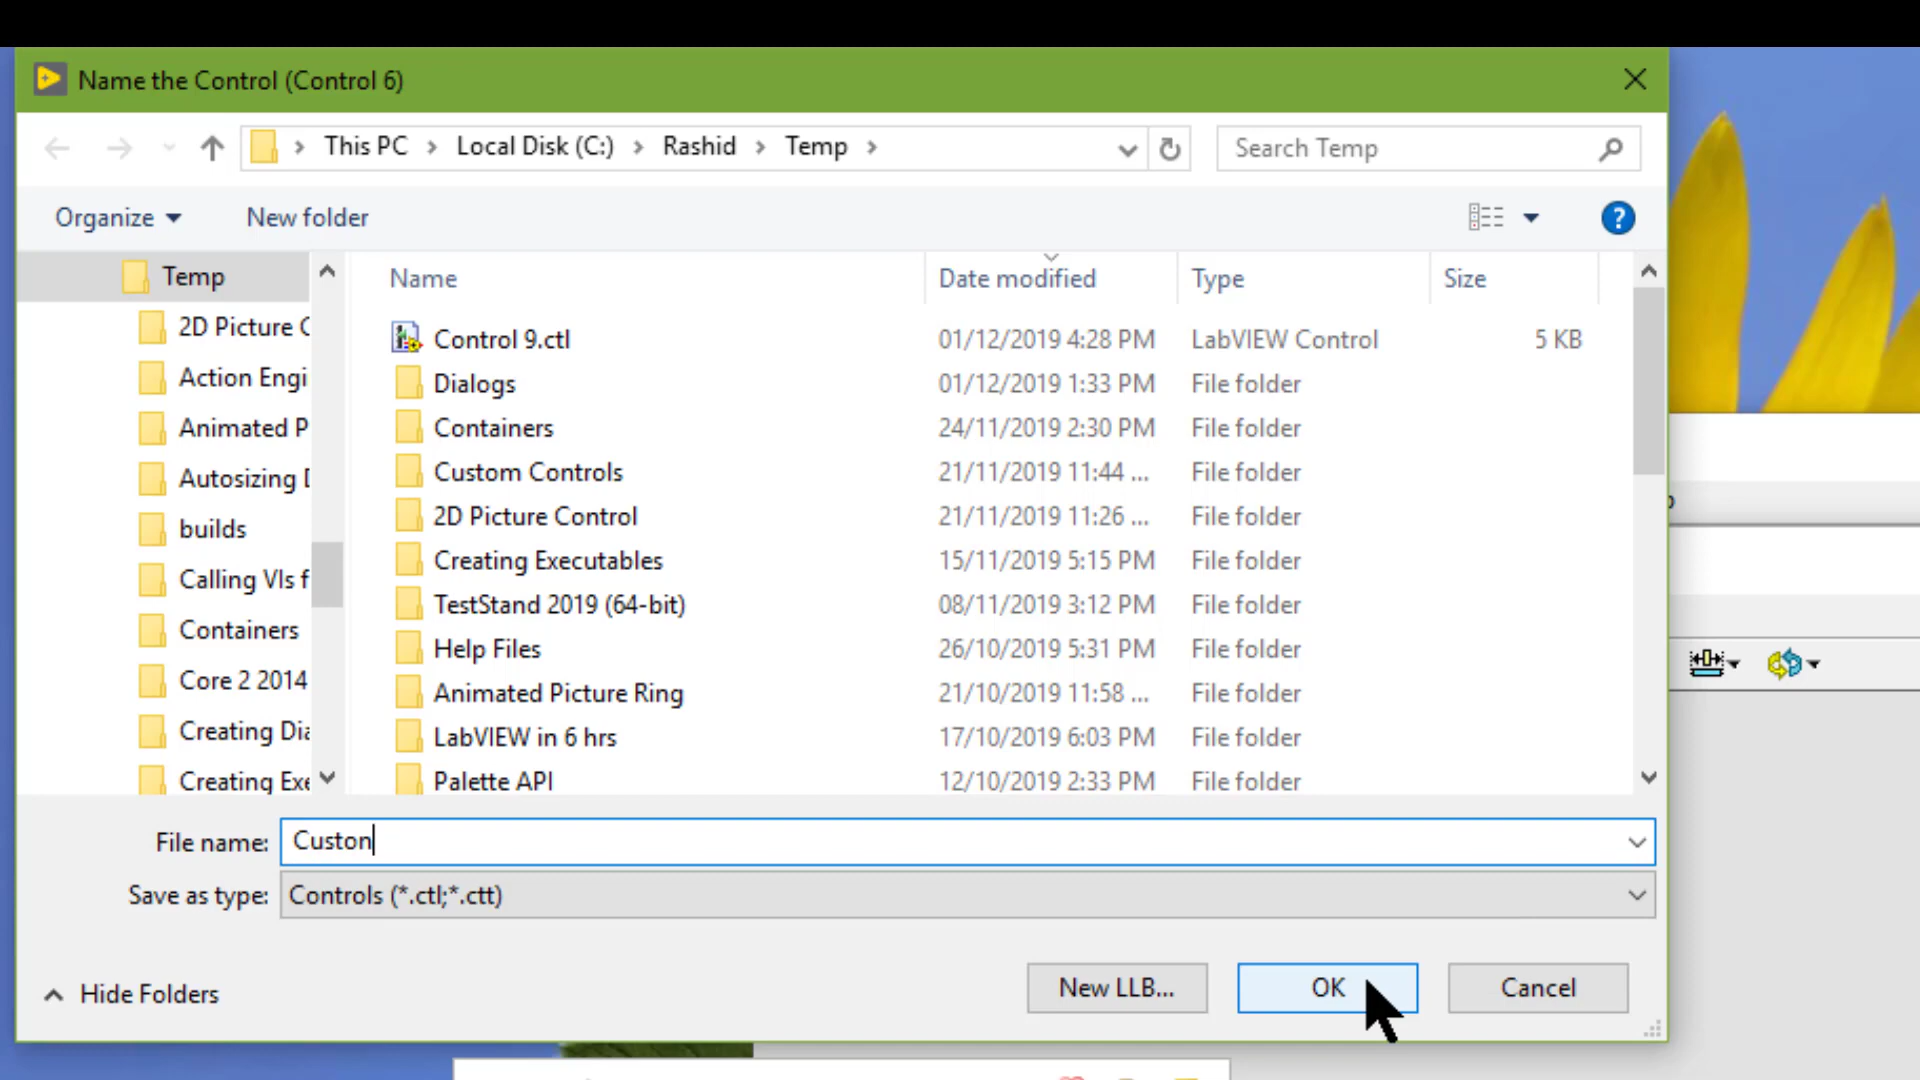 Name the Control (Control 6)
This PC > Local Disk (C:) > Rashid > Temp >
Search Temp
Organize
New folder
?
Temp
2D Picture C
Action Engi
Animated P
Autosizing D
builds
Calling VIs f
Containers
Core 2 2014
Creating Dia
Creating Exe
Name Date modified Type Size
Control 9.ctl 01/12/2019 4:28 PM LabVIEW Control 5 KB
Dialogs 01/12/2019 1:33 PM File folder
Containers 24/11/2019 2:30 PM File folder
Custom Controls 21/11/2019 11:44 ... File folder
2D Picture Control 21/11/2019 11:26 ... File folder
Creating Executables 15/11/2019 5:15 PM File folder
TestStand 2019 (64-bit) 08/11/2019 3:12 PM File folder
Help Files 26/10/2019 5:31 PM File folder
Animated Picture Ring 21/10/2019 11:58 ... File folder
LabVIEW in 6 hrs 17/10/2019 6:03 PM File folder
Palette API 12/10/2019 2:33 PM File folder
File name: Custon
Save as type: Controls (*.ctl;*.ctt)
Hide Folders
New LLB...
OK
Cancel